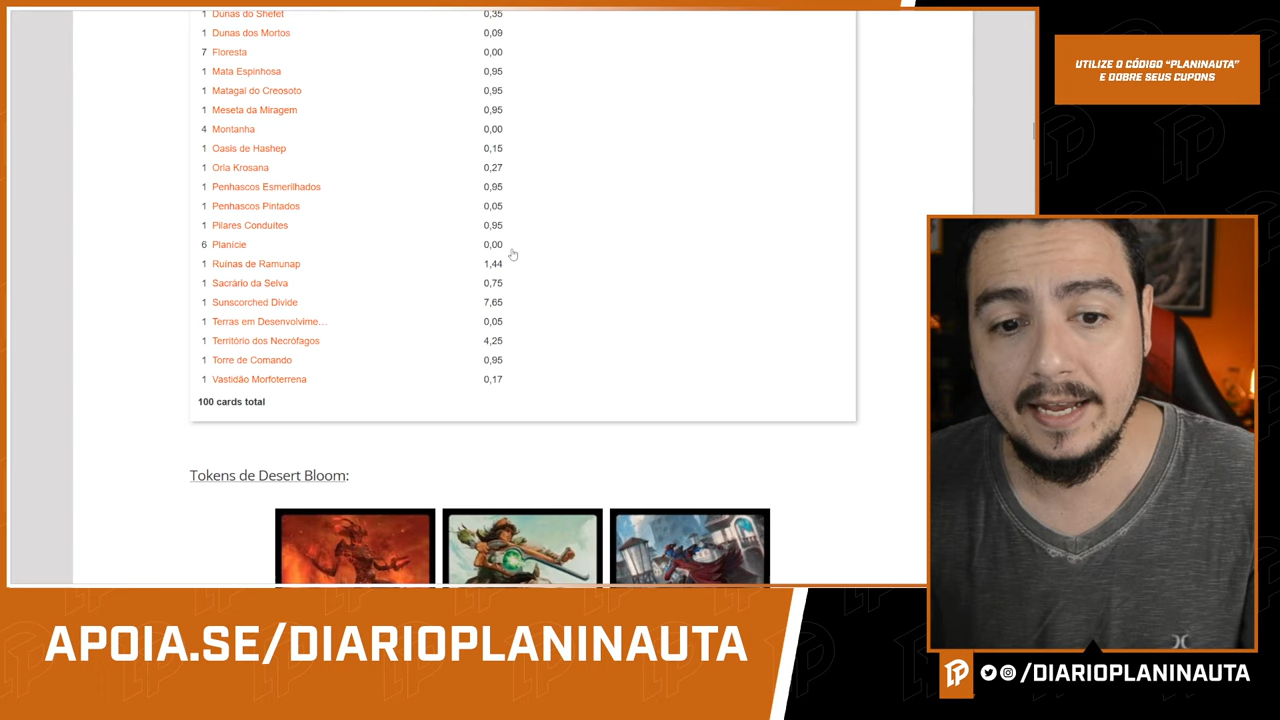 1 Dunas do Shefet 0,35
1 Dunas dos Mortos 0,09
7 Floresta 0,00
1 Mata Espinhosa 0,95
1 Matagal do Creosoto 0,95
1 Meseta da Miragem 0,95
4 Montanha 0,00
1 Oasis de Hashep 0,15
1 Orla Krosana 0,27
1 Penhascos Esmerilhados 0,95
1 Penhascos Pintados 0,05
1 Pilares Conduítes 0,95
6 Planície 0,00
1 Ruínas de Ramunap 1,44
1 Sacrário da Selva 0,75
1 Sunscorched Divide 7,65
1 Terras em Desenvolvime… 0,05
1 Território dos Necrófagos 4,25
1 Torre de Comando 0,95
1 Vastidão Morfoterrena 0,17
100 cards total
Tokens de Desert Bloom:
UTILIZE O CÓDIGO “PLANINAUTA”
E DOBRE SEUS CUPONS
APOIA.SE/DIARIOPLANINAUTA
/DIARIOPLANINAUTA